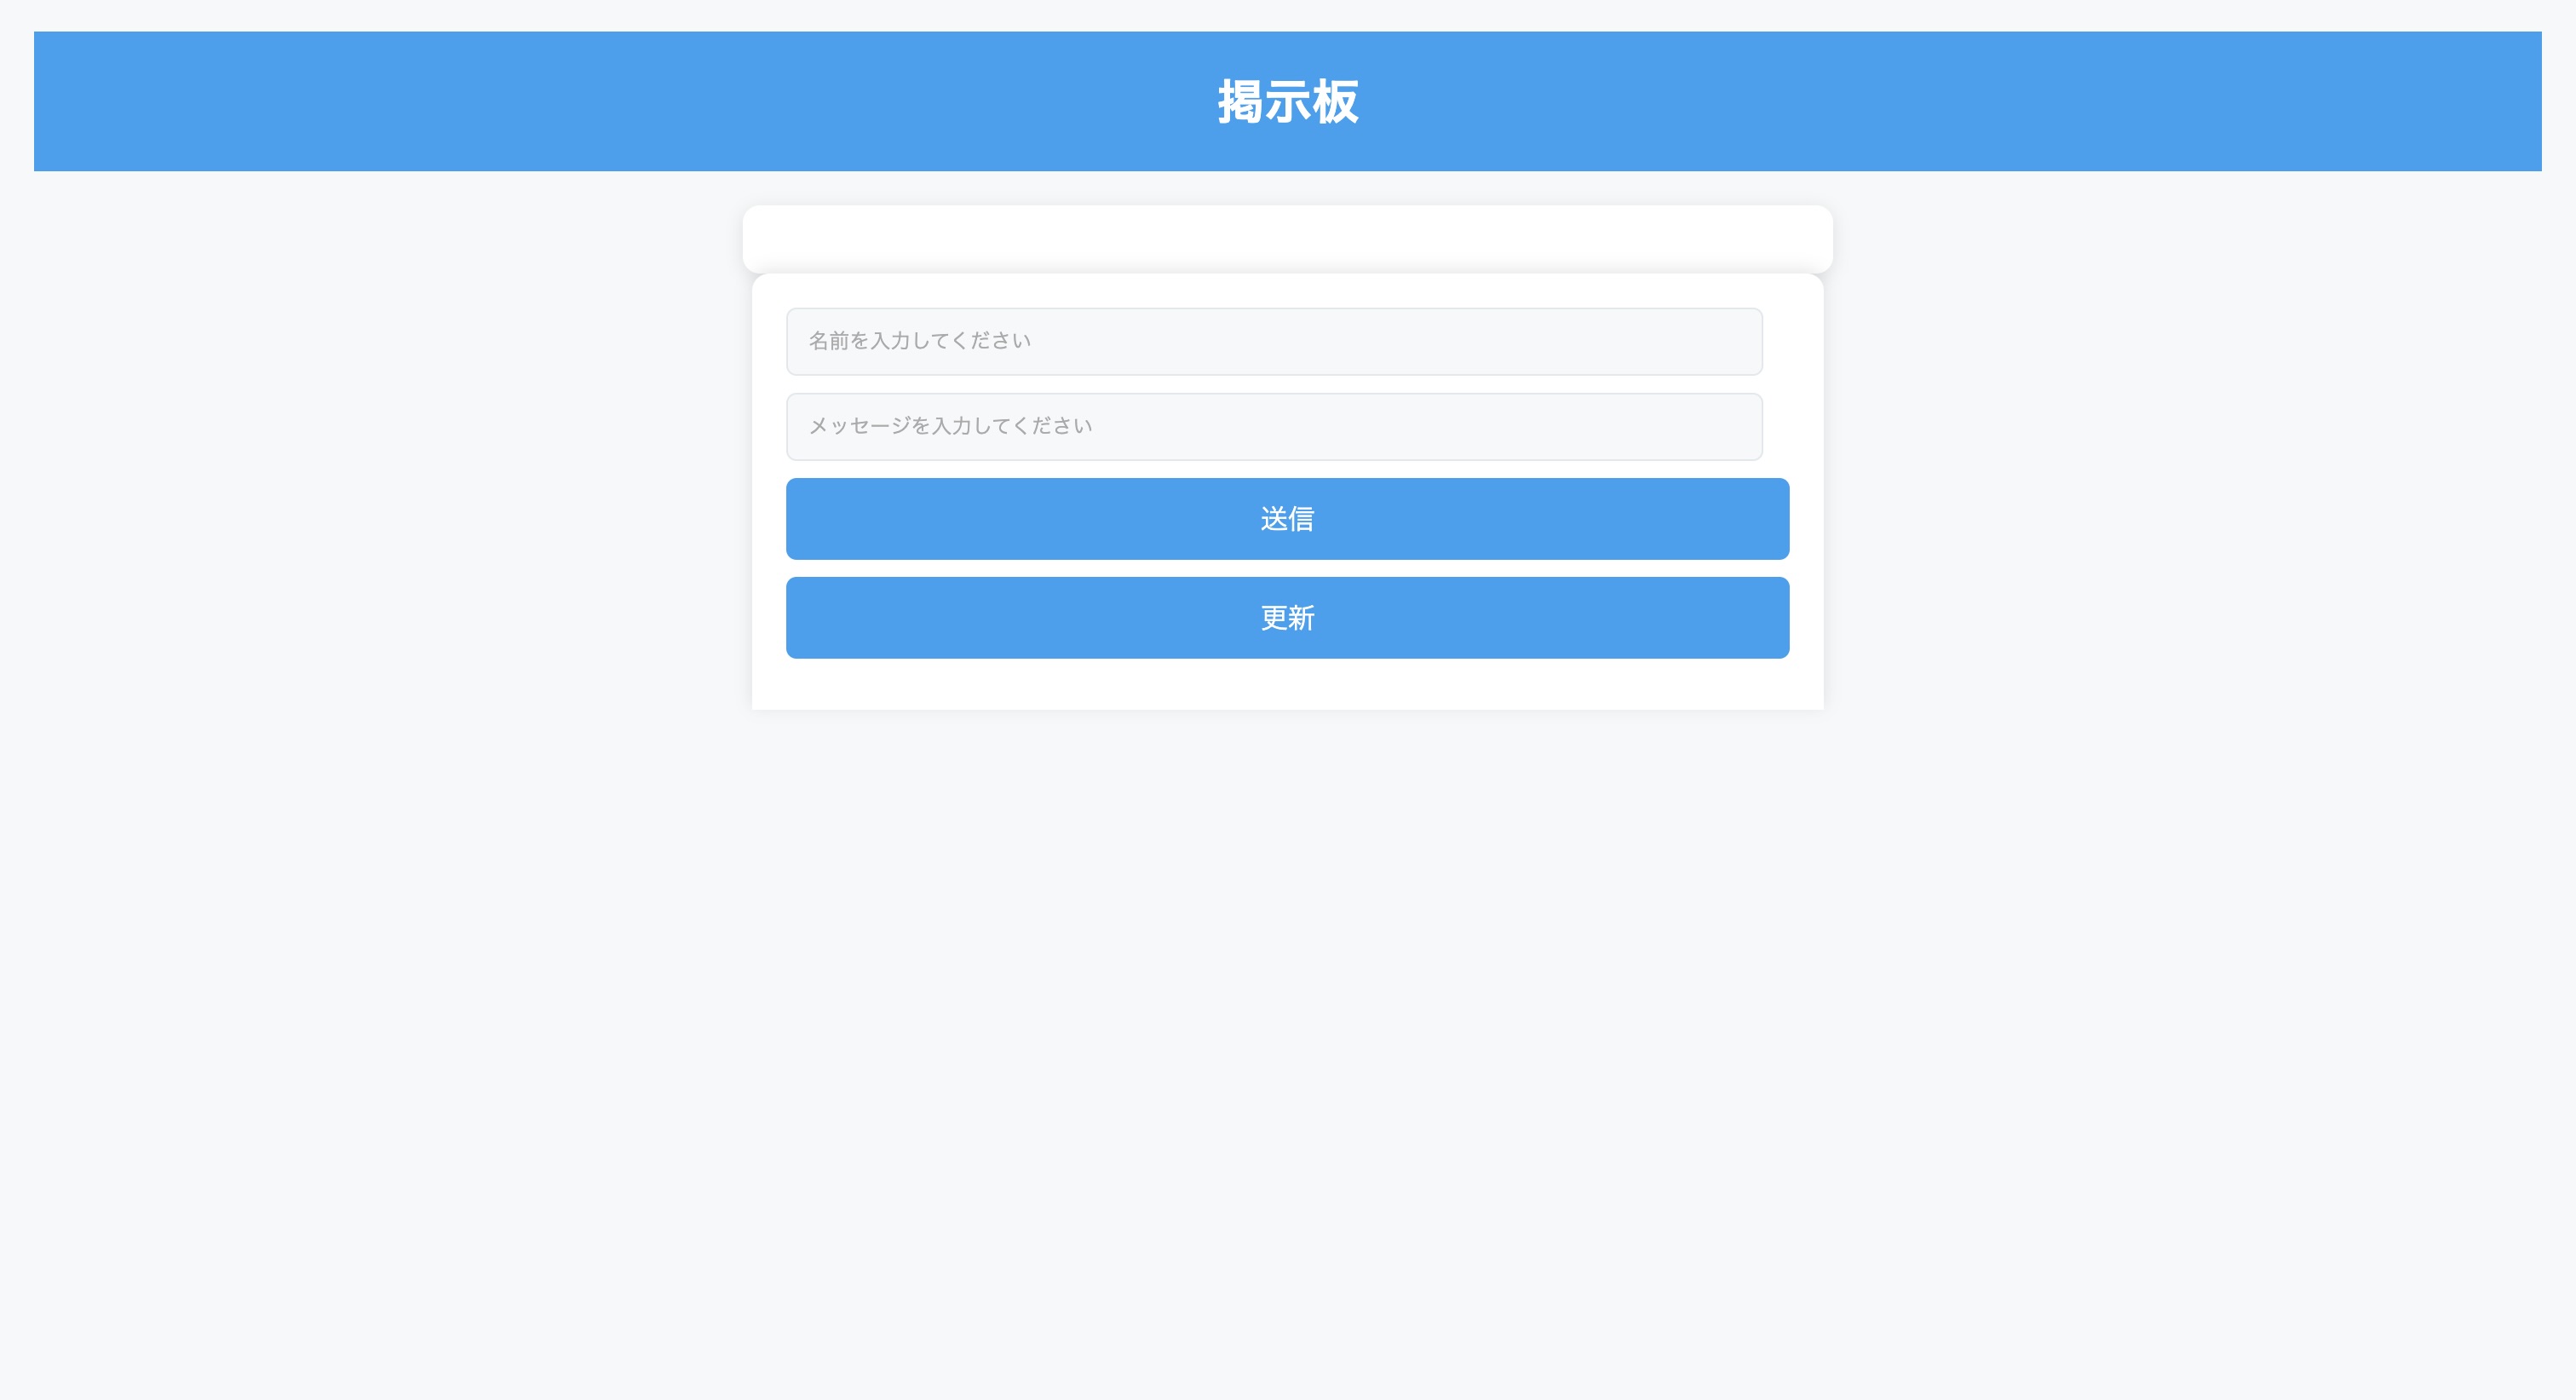 掲示板
名前を入力してください
メッセージを入力してください
送信
更新